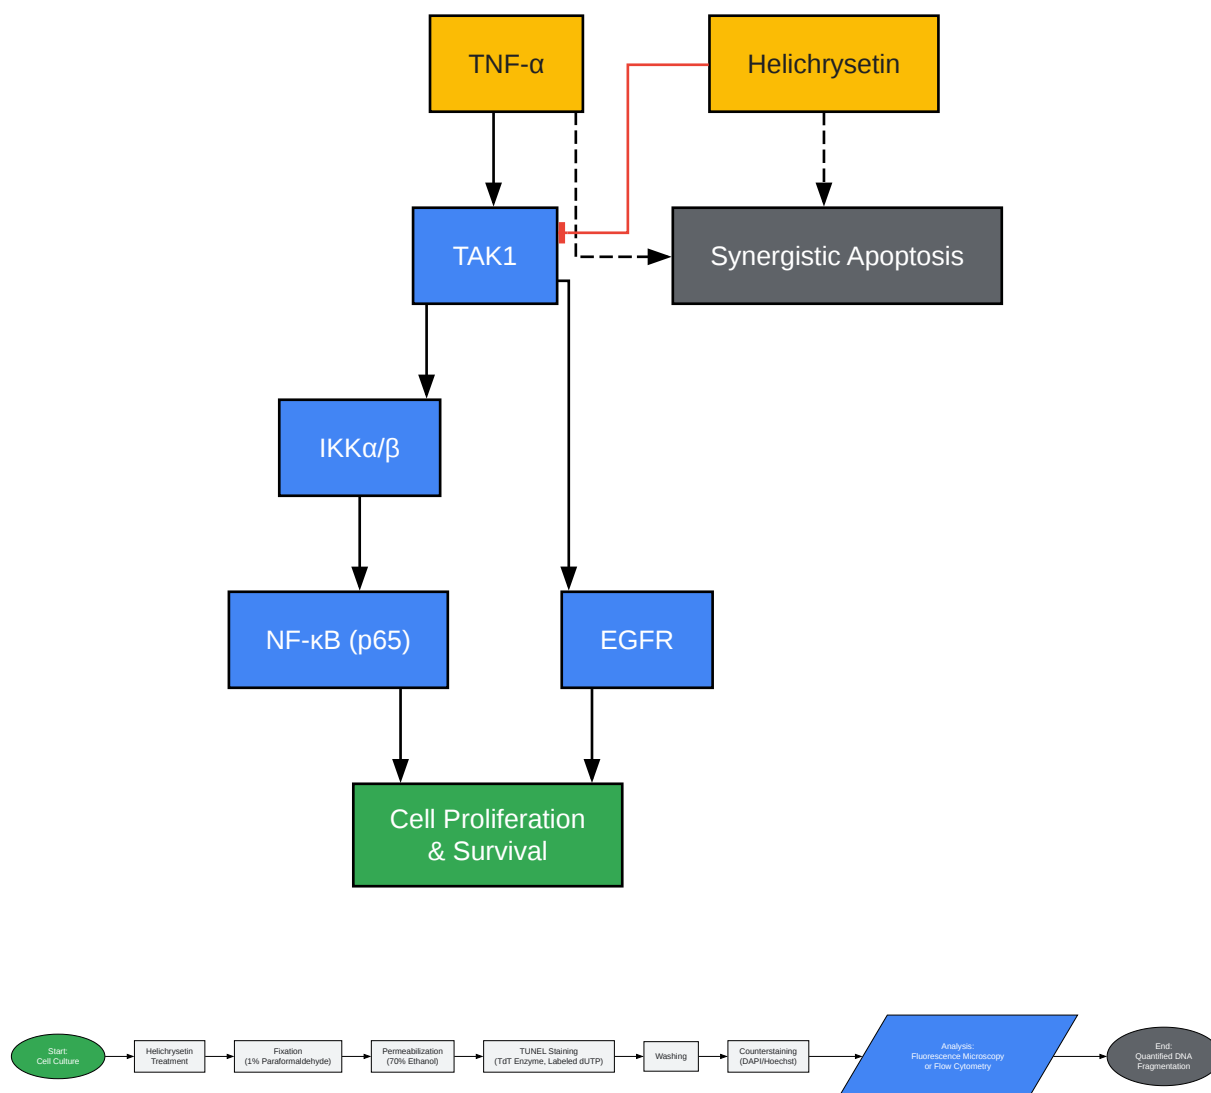 TNF-α
Helichrysetin
TAK1
Synergistic Apoptosis
IKKα/β
NF-κB (p65)
EGFR
Cell Proliferation
& Survival
Start:
Cell Culture
Helichrysetin
Treatment
Fixation
(1% Paraformaldehyde)
Permeabilization
(70% Ethanol)
TUNEL Staining
(TdT Enzyme, Labeled dUTP)
Washing
Counterstaining
(DAPI/Hoechst)
Analysis:
Fluorescence Microscopy
or Flow Cytometry
End:
Quantified DNA
Fragmentation